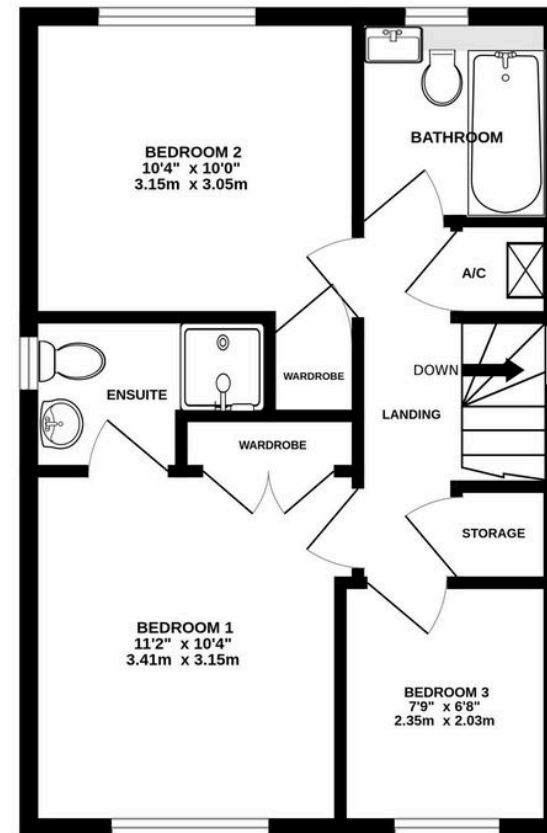 BEDROOM 2
10'4" x 10'0"
3.15m x 3.05m
BATHROOM
A/C
WARDROBE
DOWN
ENSUITE
LANDING
WARDROBE
STORAGE
BEDROOM 1
11'2" x 10'4"
3.41m x 3.15m
BEDROOM 3
7'9" x 6'8"
2.35m x 2.03m